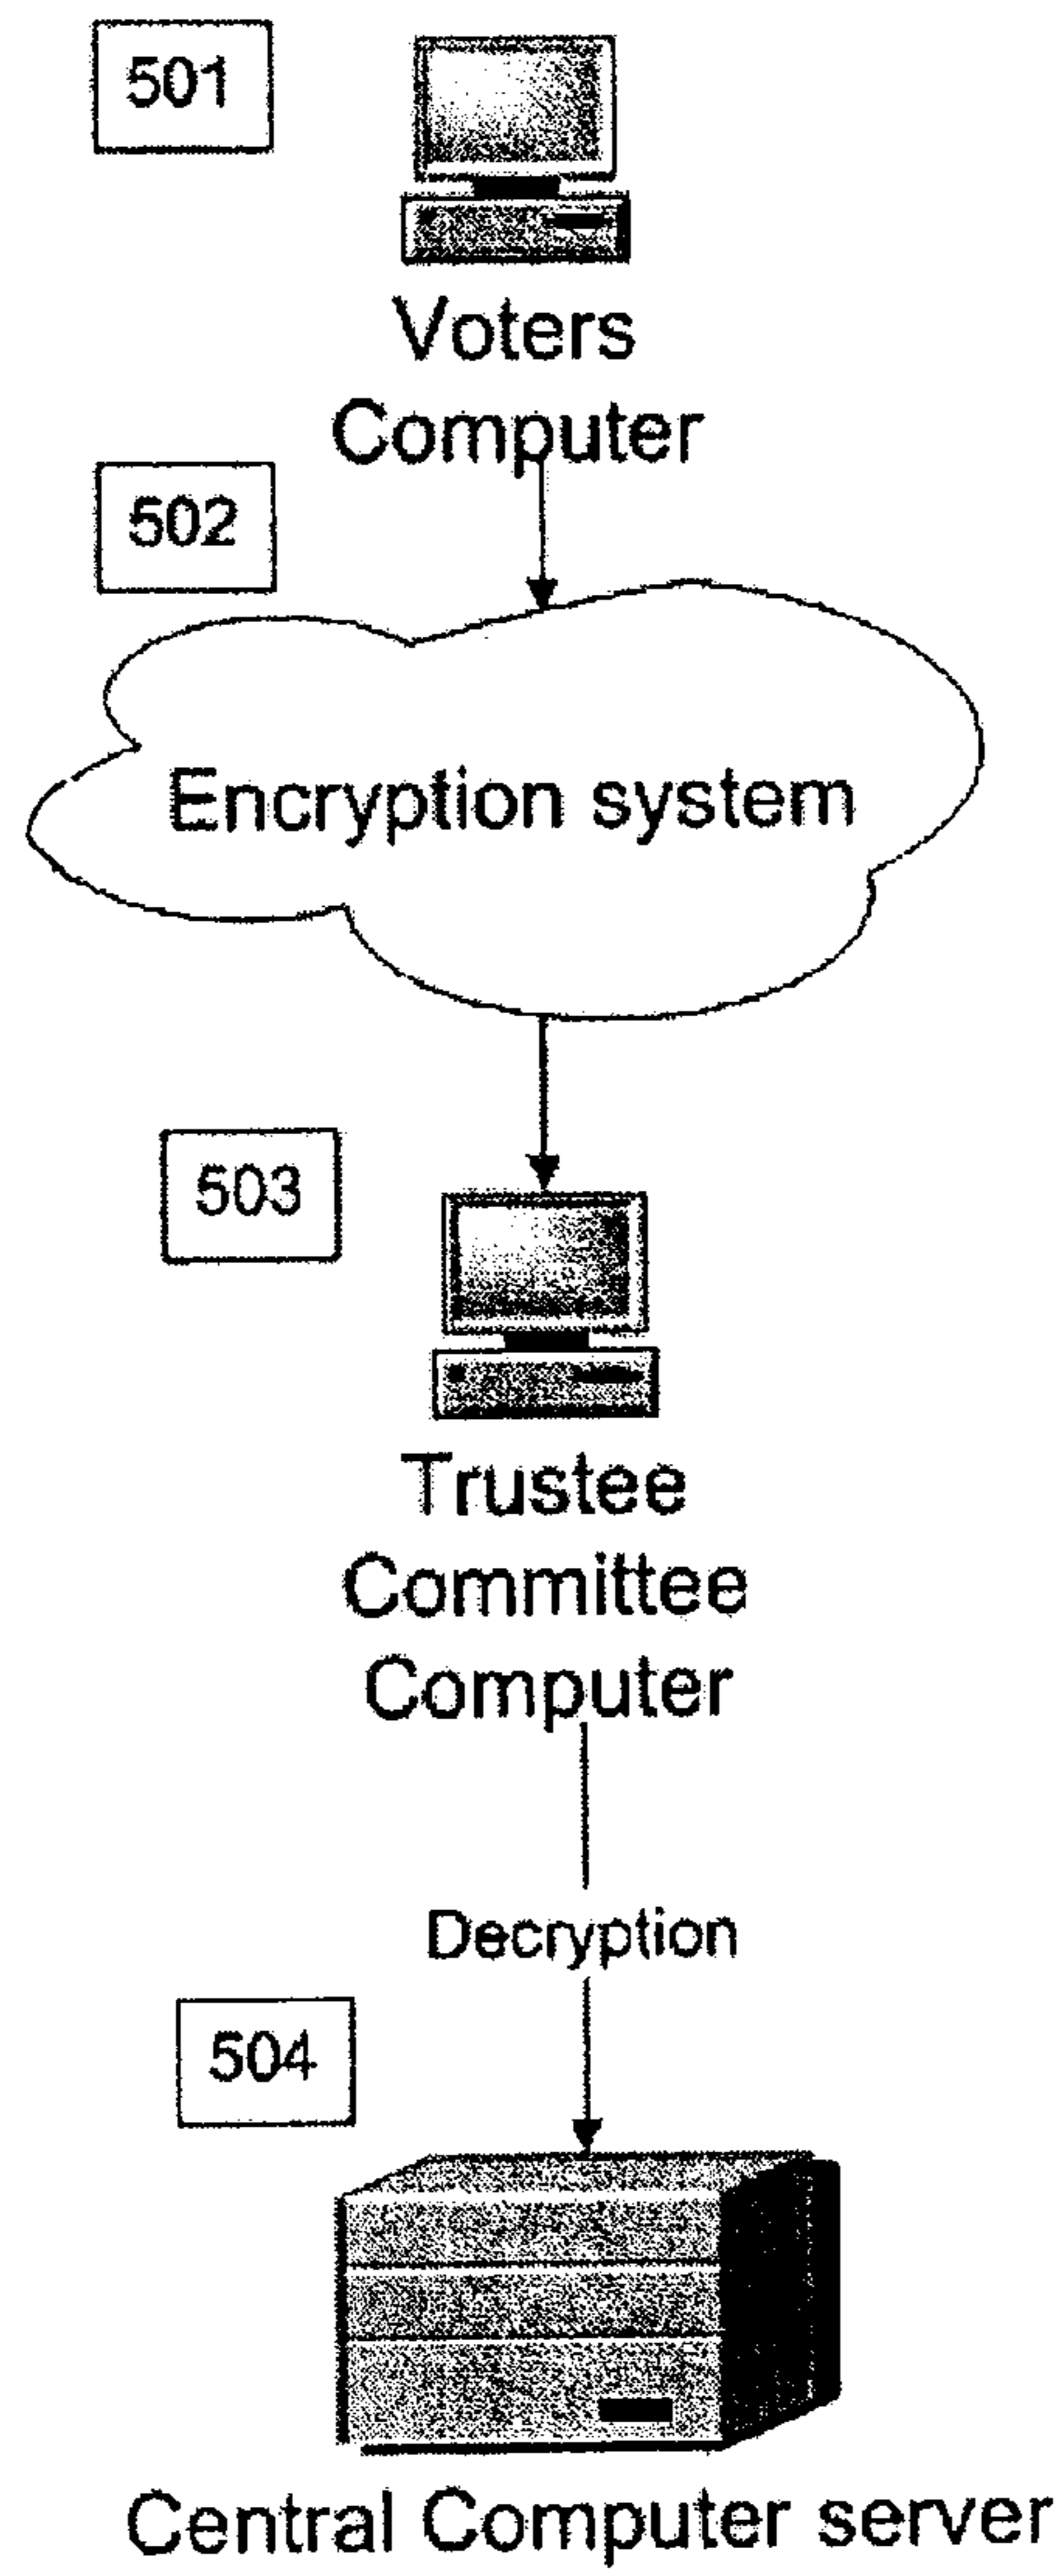 501
Voters
Computer
502
Encryption system
503
Trustee
Committee
Computer
Decryption
504
Central Computer server